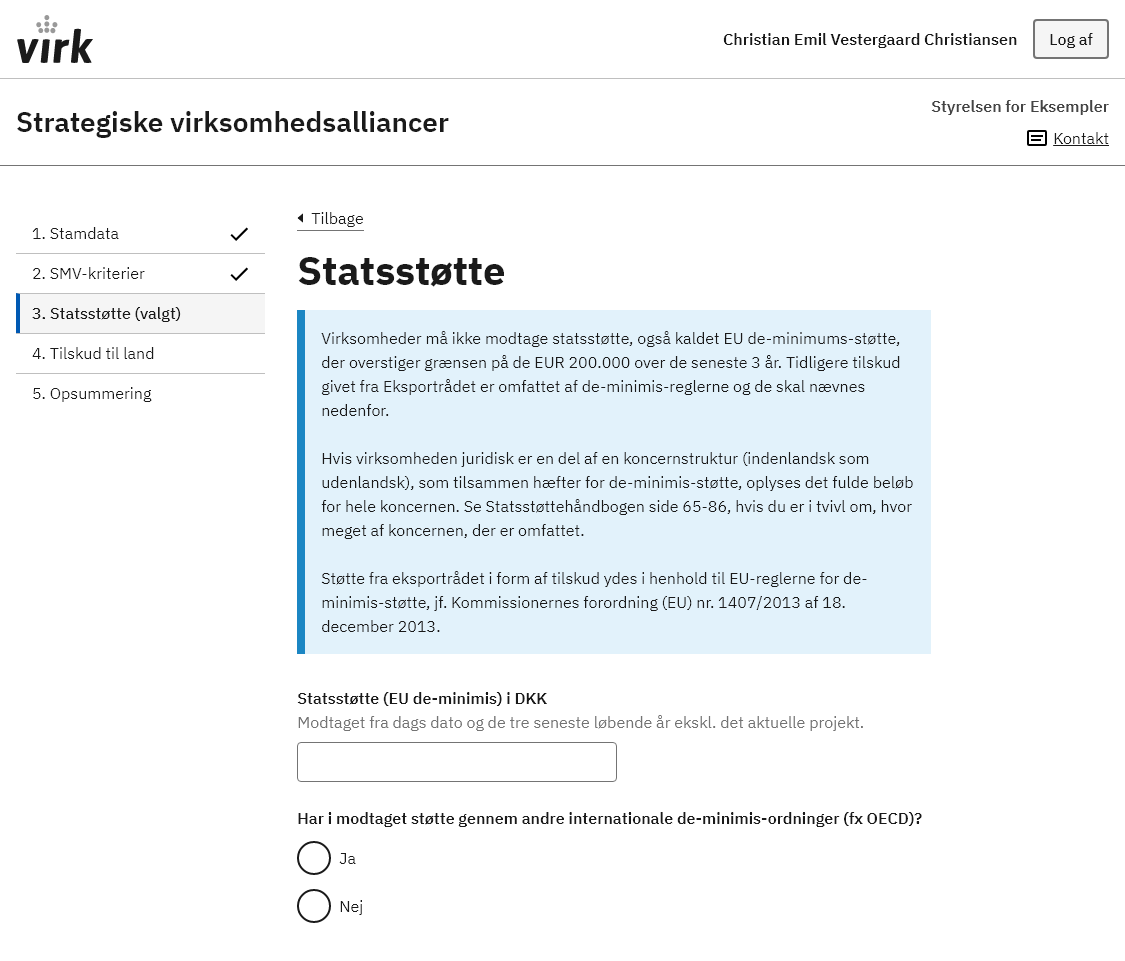 virk
Christian Emil Vestergaard Christiansen
Log af
Strategiske virksomhedsalliancer
Styrelsen for Eksempler
Kontakt
1. Stamdata
2. SMV-kriterier
3. Statsstøtte (valgt)
4. Tilskud til land
5. Opsummering
Tilbage
Statsstøtte
Virksomheder må ikke modtage statsstøtte, også kaldet EU de-minimums-støtte,
der overstiger grænsen på de EUR 200.000 over de seneste 3 år. Tidligere tilskud
givet fra Eksportrådet er omfattet af de-minimis-reglerne og de skal nævnes
nedenfor.
Hvis virksomheden juridisk er en del af en koncernstruktur (indenlandsk som
udenlandsk), som tilsammen hæfter for de-minimis-støtte, oplyses det fulde beløb
for hele koncernen. Se Statsstøttehåndbogen side 65-86, hvis du er i tvivl om, hvor
meget af koncernen, der er omfattet.
Støtte fra eksportrådet i form af tilskud ydes i henhold til EU-reglerne for de-
minimis-støtte, jf. Kommissionernes forordning (EU) nr. 1407/2013 af 18.
december 2013.
Statsstøtte (EU de-minimis) i DKK
Modtaget fra dags dato og de tre seneste løbende år ekskl. det aktuelle projekt.
Har i modtaget støtte gennem andre internationale de-minimis-ordninger (fx OECD)?
Ja
Nej